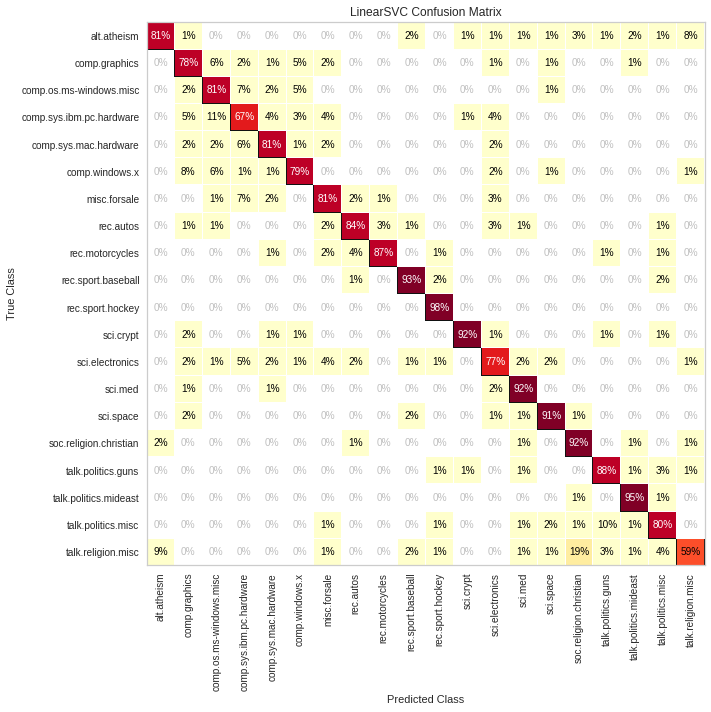 LinearSVC Confusion Matrix
alt.atheism 81% 1% 0% 0% 0% 0% 0% 0% 0% 2% 0% 1% 1% 1% 1% 3% 1% 2% 1% 8%
comp.graphics 0% 78% 6% 2% 1% 5% 2% 0% 0% 0% 0% 0% 1% 0% 1% 0% 0% 1% 0% 0%
comp.os.ms-windows.misc 0% 2% 81% 7% 2% 5% 0% 0% 0% 0% 0% 0% 0% 0% 1% 0% 0% 0% 0% 0%
comp.sys.ibm.pc.hardware 0% 5% 11% 67% 4% 3% 4% 0% 0% 0% 0% 1% 4% 0% 0% 0% 0% 0% 0% 0%
comp.sys.mac.hardware 0% 2% 2% 6% 81% 1% 2% 0% 0% 0% 0% 0% 2% 0% 0% 0% 0% 0% 0% 0%
comp.windows.x 0% 8% 6% 1% 1% 79% 0% 0% 0% 0% 0% 0% 2% 0% 1% 0% 0% 0% 0% 1%
misc.forsale 0% 0% 1% 7% 2% 0% 81% 2% 1% 0% 0% 0% 3% 0% 0% 0% 0% 0% 0% 0%
rec.autos 0% 1% 1% 0% 0% 0% 2% 84% 3% 1% 0% 0% 3% 1% 0% 0% 0% 0% 1% 0%
rec.motorcycles 0% 0% 0% 0% 1% 0% 2% 4% 87% 0% 1% 0% 0% 0% 0% 0% 1% 0% 1% 0%
rec.sport.baseball 0% 0% 0% 0% 0% 0% 0% 1% 0% 93% 2% 0% 0% 0% 0% 0% 0% 0% 2% 0%
rec.sport.hockey 0% 0% 0% 0% 0% 0% 0% 0% 0% 0% 98% 0% 0% 0% 0% 0% 0% 0% 0% 0%
sci.crypt 0% 2% 0% 0% 1% 1% 0% 0% 0% 0% 0% 92% 1% 0% 0% 0% 1% 0% 1% 0%
sci.electronics 0% 2% 1% 5% 2% 1% 4% 2% 0% 1% 1% 0% 77% 2% 2% 0% 0% 0% 0% 1%
sci.med 0% 1% 0% 0% 1% 0% 0% 0% 0% 0% 0% 0% 2% 92% 0% 0% 0% 0% 0% 0%
sci.space 0% 2% 0% 0% 0% 0% 0% 0% 0% 2% 0% 0% 1% 1% 91% 1% 0% 0% 0% 0%
soc.religion.christian 2% 0% 0% 0% 0% 0% 0% 1% 0% 0% 0% 0% 0% 1% 0% 92% 0% 1% 0% 1%
talk.politics.guns 0% 0% 0% 0% 0% 0% 0% 0% 0% 0% 1% 1% 0% 1% 0% 0% 88% 1% 3% 1%
talk.politics.mideast 0% 0% 0% 0% 0% 0% 0% 0% 0% 0% 0% 0% 0% 0% 0% 1% 0% 95% 1% 0%
talk.politics.misc 0% 0% 0% 0% 0% 0% 1% 0% 0% 0% 1% 0% 0% 1% 2% 1% 10% 1% 80% 0%
talk.religion.misc 9% 0% 0% 0% 0% 0% 1% 0% 0% 2% 1% 0% 0% 1% 1% 19% 3% 1% 4% 59%
True Class
alt.atheism
comp.graphics
comp.os.ms-windows.misc
comp.sys.ibm.pc.hardware
comp.sys.mac.hardware
comp.windows.x
misc.forsale
rec.autos
rec.motorcycles
rec.sport.baseball
rec.sport.hockey
sci.crypt
sci.electronics
sci.med
sci.space
soc.religion.christian
talk.politics.guns
talk.politics.mideast
talk.politics.misc
talk.religion.misc
Predicted Class